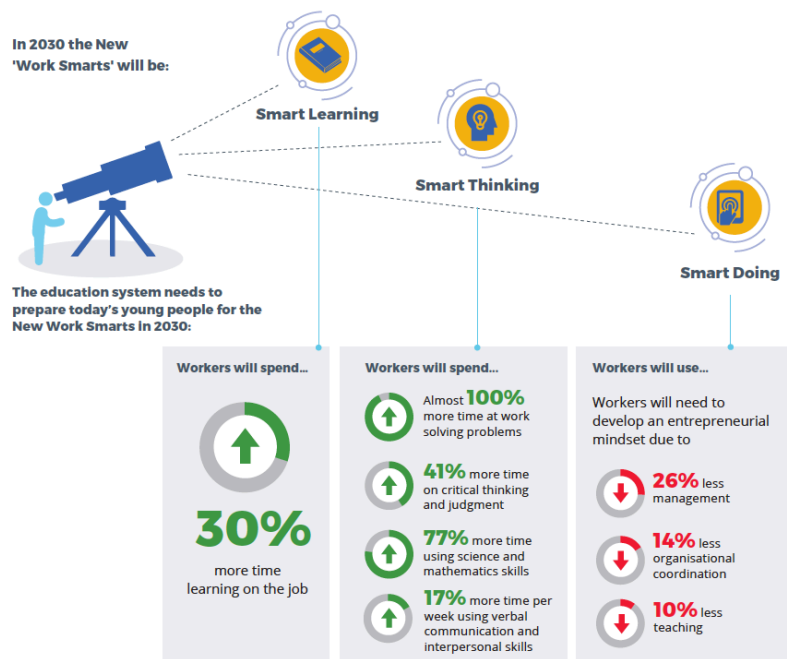 In 2030 the New
'Work Smarts' will be:
Smart Learning
Smart Thinking
Smart Doing
The education system needs to
prepare today's young people for the
New Work Smarts in 2030:
Workers will spend...
30%
more time
learning on the job
Workers will spend...
Almost 100%
more time at work
solving problems
41% more time
on critical thinking
and judgment
77% more time
using science and
mathematics skills
17% more time per
week using verbal
communication and
interpersonal skills
Workers will use...
Workers will need to
develop an entrepreneurial
mindset due to
26% less
management
14% less
organisational
coordination
10% less
teaching